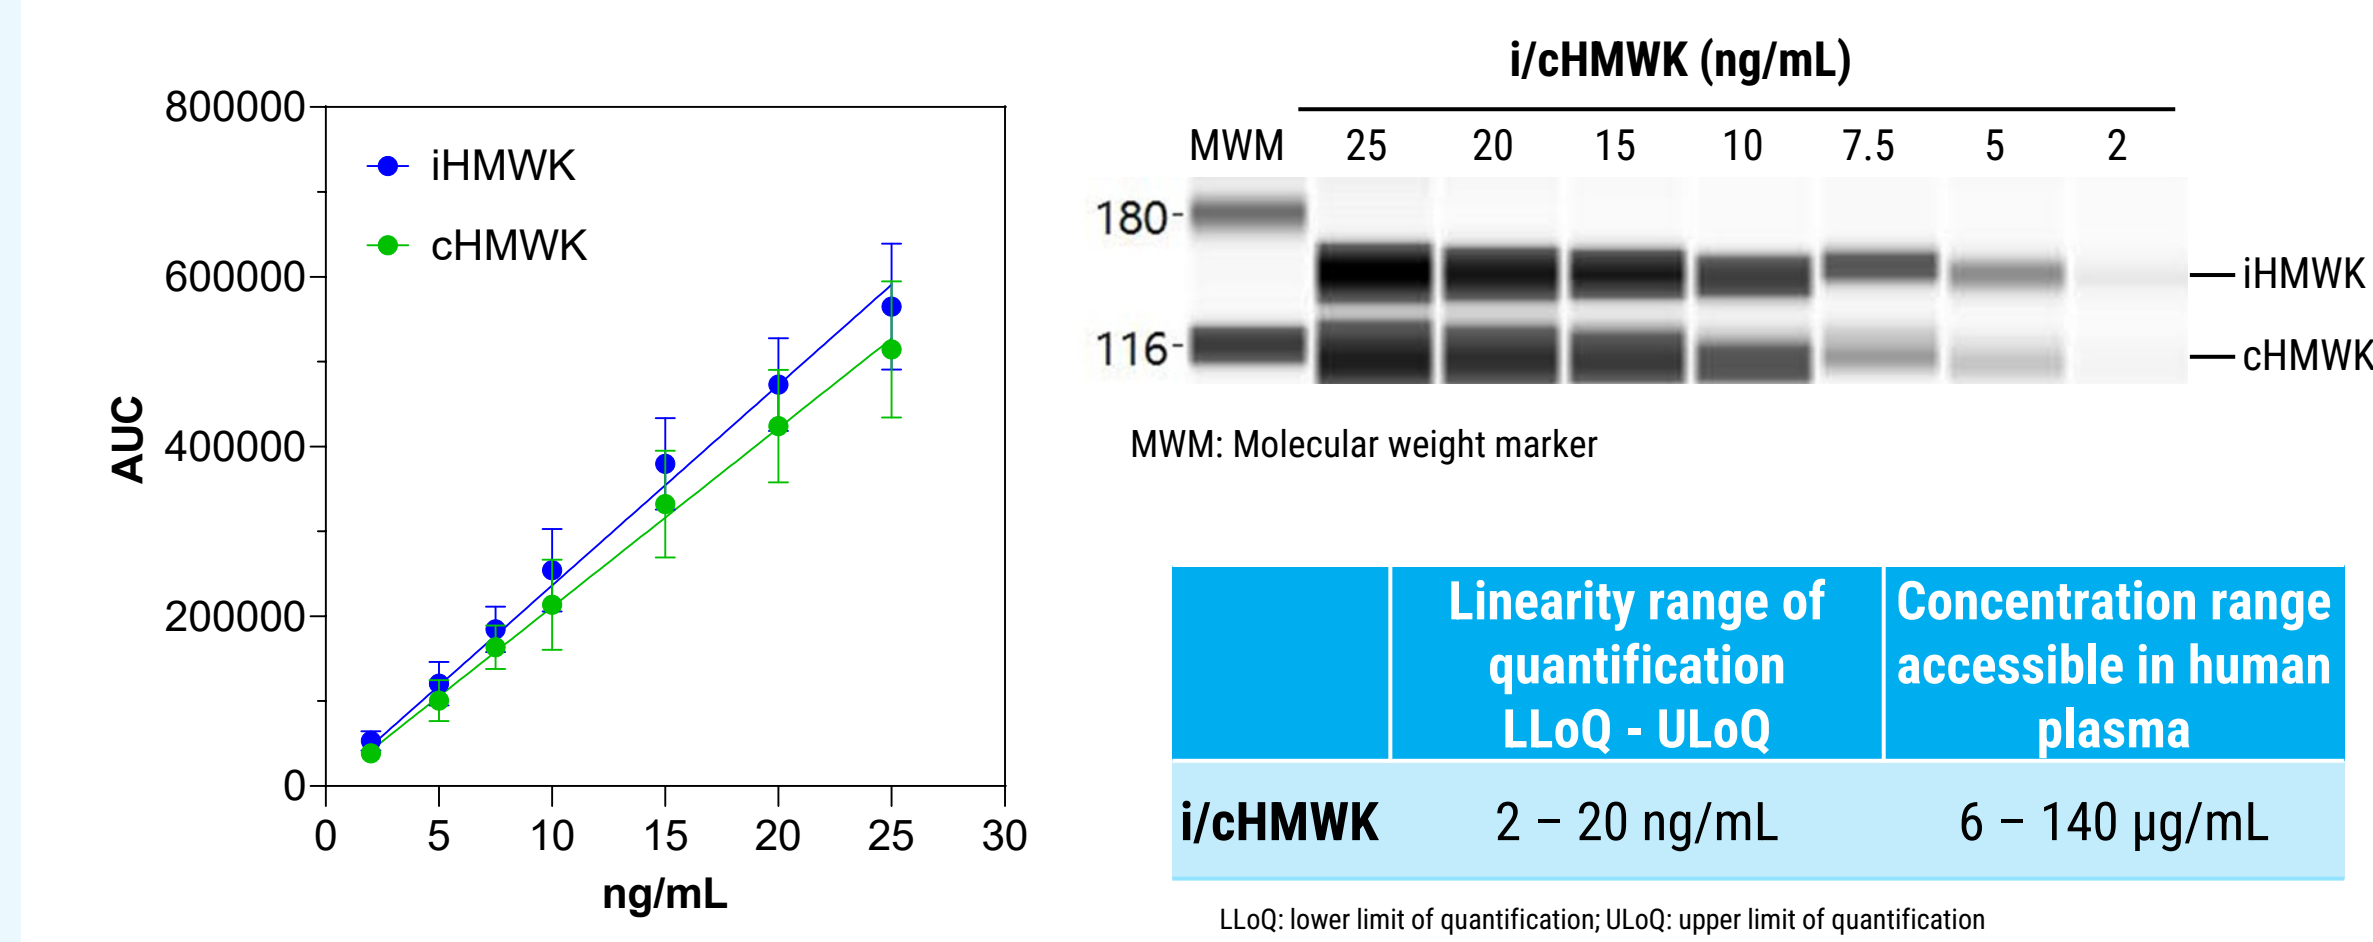 800000
600000
400000
200000
0
AUC
iHMWK
cHMWK
0 5 10 15 20 25 30
ng/mL
i/cHMWK (ng/mL)
MWM 25 20 15 10 7.5 5 2
180-
116-
iHMWK
cHMWK
MWM: Molecular weight marker
Linearity range of
quantification
LLoQ - ULoQ
Concentration range
accessible in human
plasma
i/cHMWK 2 – 20 ng/mL 6 – 140 µg/mL
LLoQ: lower limit of quantification; ULoQ: upper limit of quantification